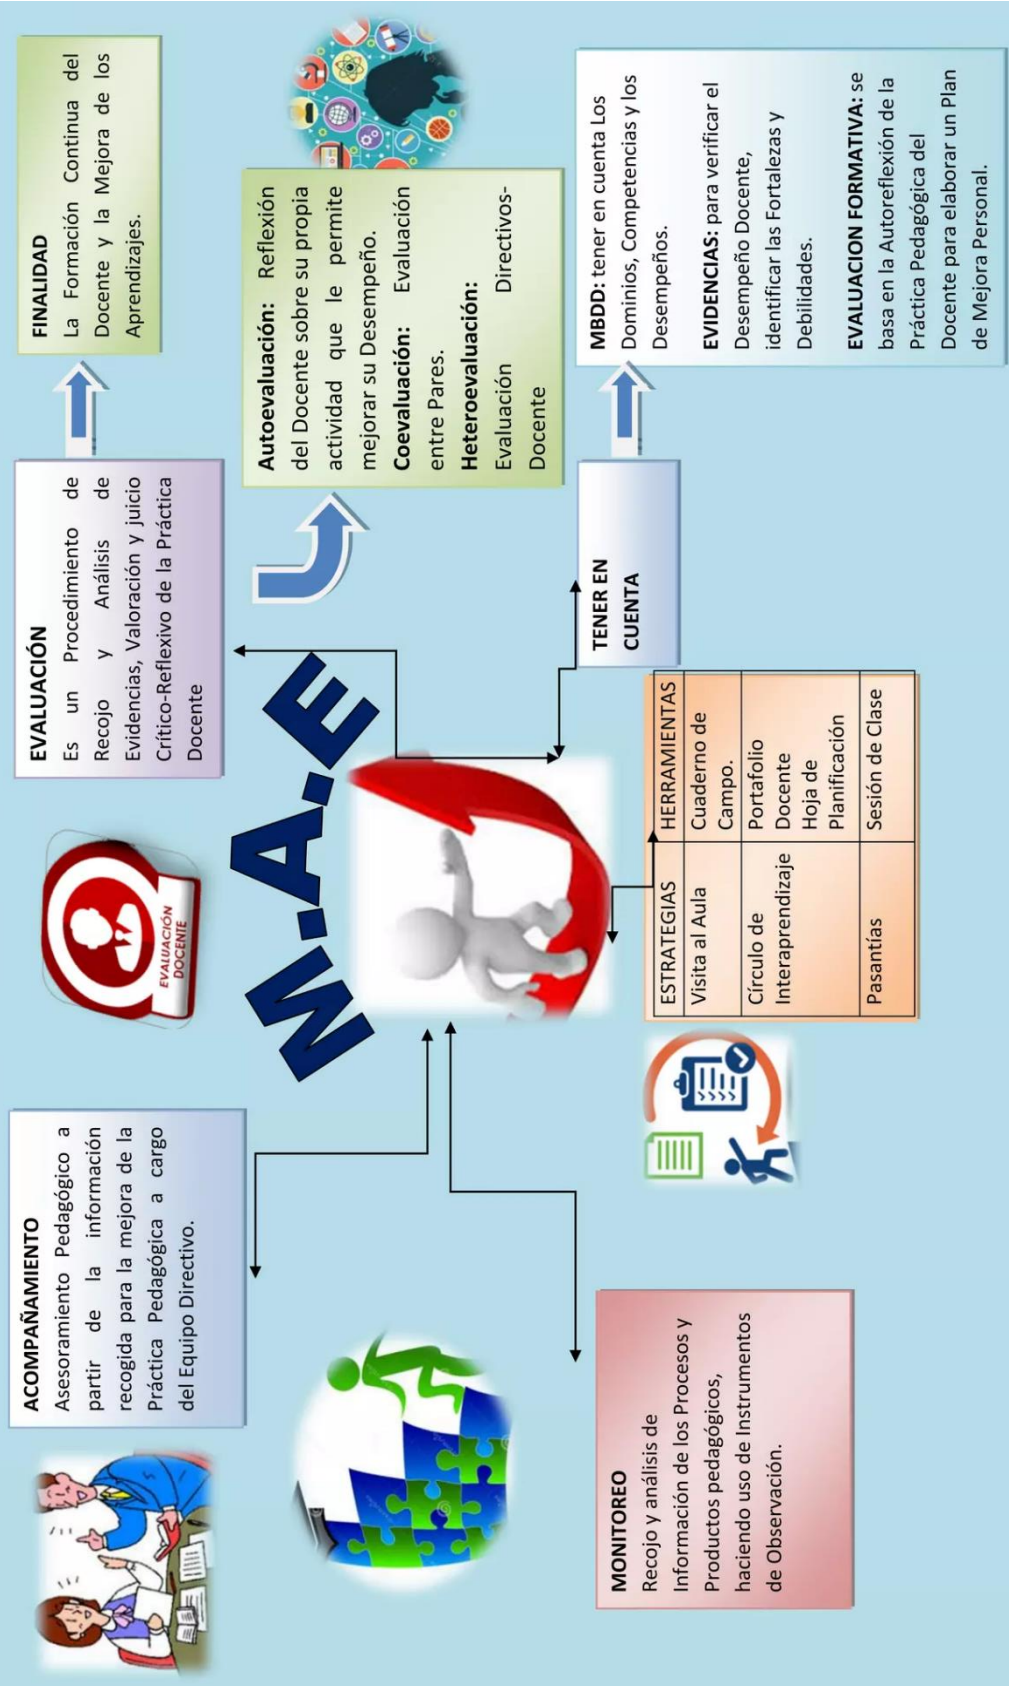 ACOMPAÑAMIENTO
Asesoramiento Pedagógico a
partir de la información
recogida para la mejora de la
Práctica Pedagógica a cargo
del Equipo Directivo.
EVALUACIÓN
DOCENTE
EVALUACIÓN
Es un Procedimiento de
Recojo y Análisis de
Evidencias, Valoración y juicio
Crítico-Reflexivo de la Práctica
Docente
FINALIDAD
La Formación Continua del
Docente y la Mejora de los
Aprendizajes.
M.A.E
Autoevaluación: Reflexión
del Docente sobre su propia
actividad que le permite
mejorar su Desempeño.
Coevaluación: Evaluación
entre Pares.
Heteroevaluación:
Evaluación Directivos-
Docente
MONITOREO
Recojo y análisis de
Información de los Procesos y
Productos pedagógicos,
haciendo uso de Instrumentos
de Observación.
ESTRATEGIAS HERRAMIENTAS
Visita al Aula Cuaderno de
Campo.
Círculo de Portafolio
Interaprendizaje Docente
Hoja de
Planificación
Pasantías Sesión de Clase
TENER EN
CUENTA
MBDD: tener en cuenta Los
Dominios, Competencias y los
Desempeños.
EVIDENCIAS: para verificar el
Desempeño Docente,
identificar las Fortalezas y
Debilidades.
EVALUACION FORMATIVA: se
basa en la Autoreflexión de la
Práctica Pedagógica del
Docente para elaborar un Plan
de Mejora Personal.